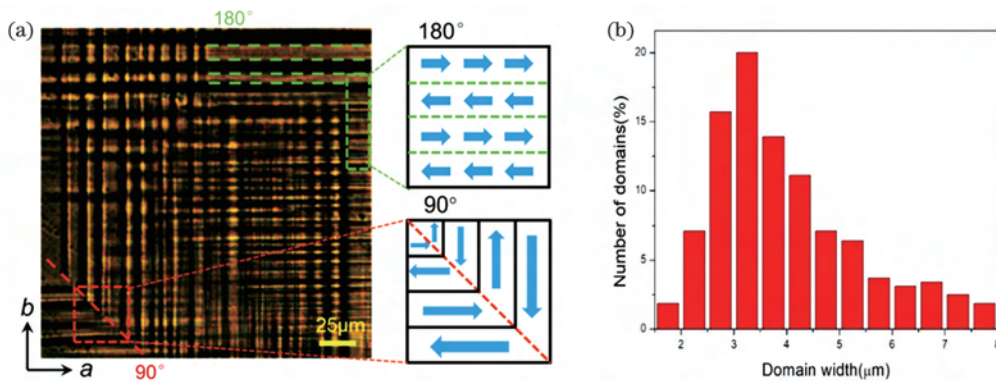 (a)
180°
180°
90°
b
a
90°
25μm
(b)
Number of domains(%)
20
15
10
5
0
2 3 4 5 6 7 8
Domain width(μm)